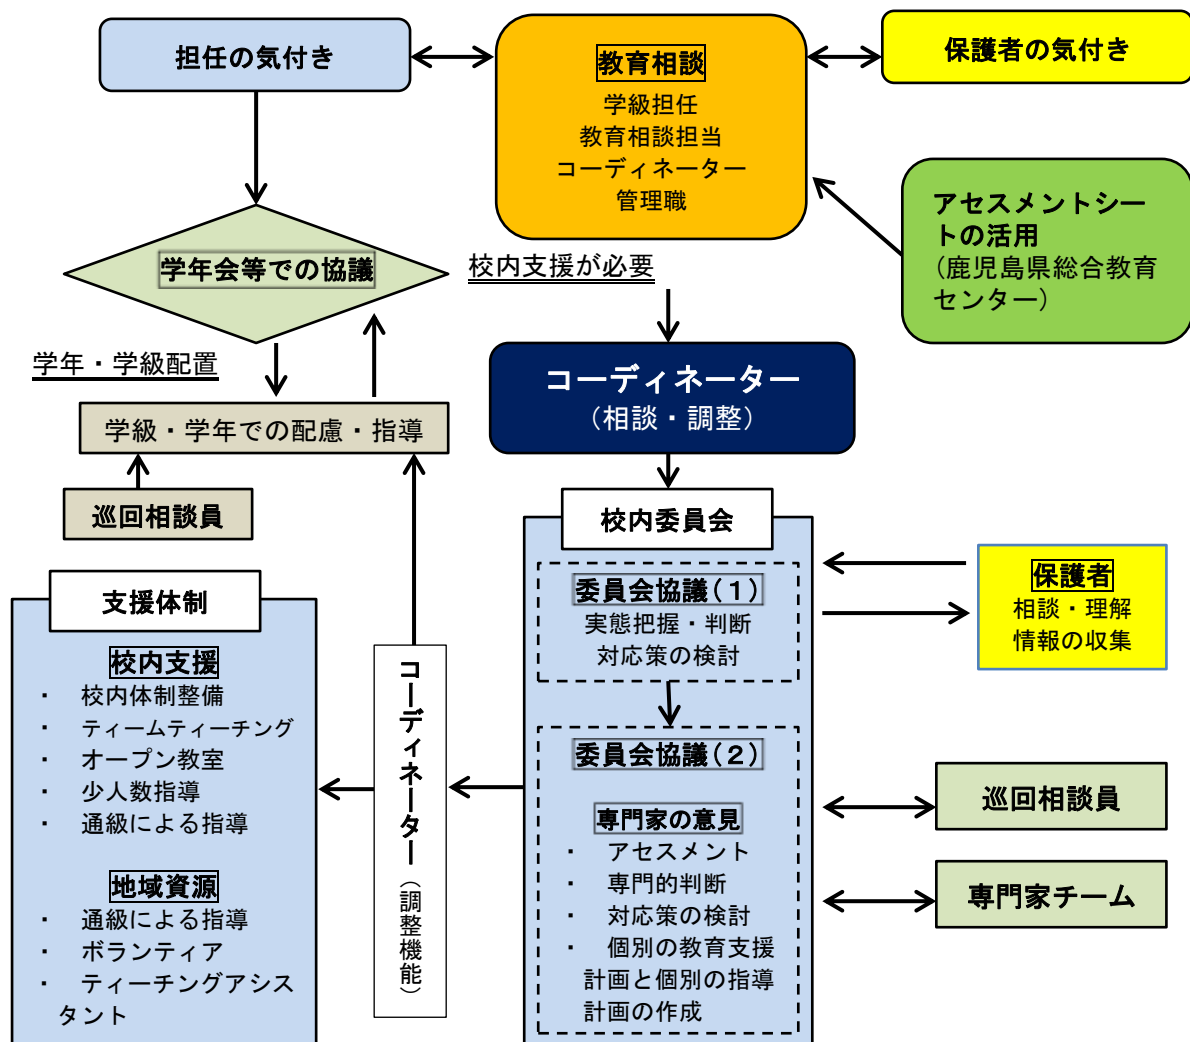 担任の気付き
教育相談
学級担任
教育相談担当
コーディネーター
管理職
保護者の気付き
アセスメントシー
トの活用
(鹿児島県総合教育
センター)
学年会等での協議
校内支援が必要
学年・学級配置
コーディネーター
(相談・調整)
学級・学年での配慮・指導
巡回相談員
校内委員会
委員会協議(1)
実態把握・判断
対応策の検討
保護者
相談・理解
情報の収集
支援体制
校内支援
・ 校内体制整備
・ ティームティーチング
・ オープン教室
・ 少人数指導
・ 通級による指導
地域資源
・ 通級による指導
・ ボランティア
・ ティーチングアシス
タント
コーディネーター(調整機能)
委員会協議(2)
専門家の意見
・ アセスメント
・ 専門的判断
・ 対応策の検討
・ 個別の教育支援
計画と個別の指導
計画の作成
巡回相談員
専門家チーム